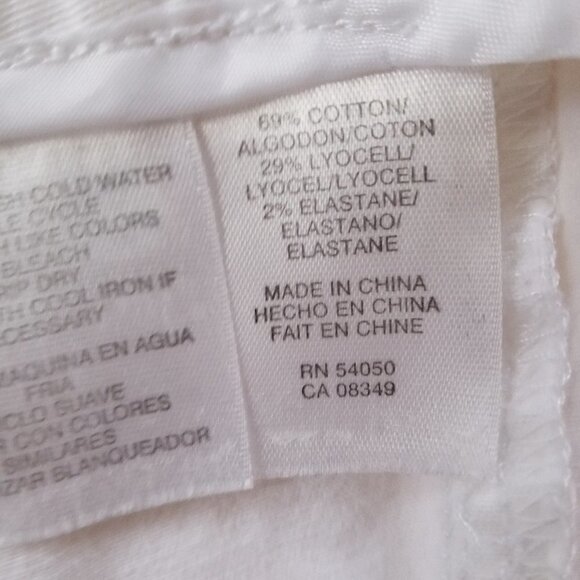 COLD WATER
CYCLE
LIKE COLORS
BLEACH
DRY
COOL IRON IF
EN AGUA
FRIA
SUAVE
CON COLORES
SIMILARES
BLANQUEADOR
69% COTTON/
ALGODON/COTON
29% LYOCELL/
LYOCEL/LYOCELL
2% ELASTANE/
ELASTANO/
ELASTANE
MADE IN CHINA
HECHO EN CHINA
FAIT EN CHINE
RN 54050
CA 08349